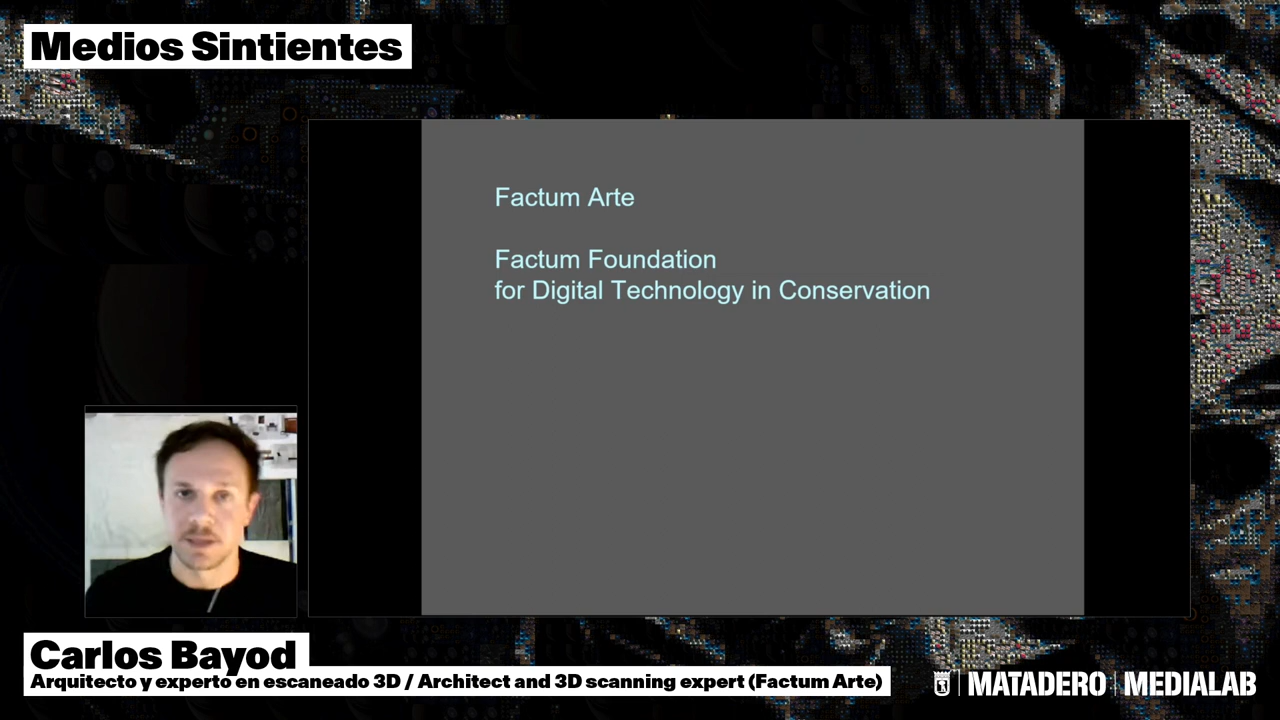 Medios Sintientes
Factum Arte
Factum Foundation
for Digital Technology in Conservation
Carlos Bayod
Arquitecto y experto en escaneado 3D / Architect and 3D scanning expert (Factum Arte)
MATADERO | MEDIALAB